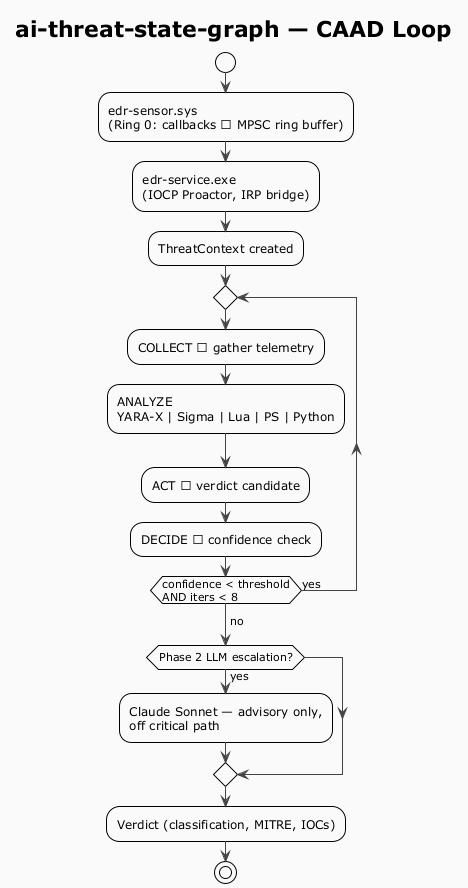 ai-threat-state-graph — CAAD Loop
edr-sensor.sys
(Ring 0: callbacks □ MPSC ring buffer)
edr-service.exe
(IOCP Proactor, IRP bridge)
ThreatContext created
COLLECT □ gather telemetry
ANALYZE
YARA-X | Sigma | Lua | PS | Python
ACT □ verdict candidate
DECIDE □ confidence check
confidence < threshold
AND iters < 8
yes
no
Phase 2 LLM escalation?
yes
Claude Sonnet — advisory only,
off critical path
Verdict (classification, MITRE, IOCs)